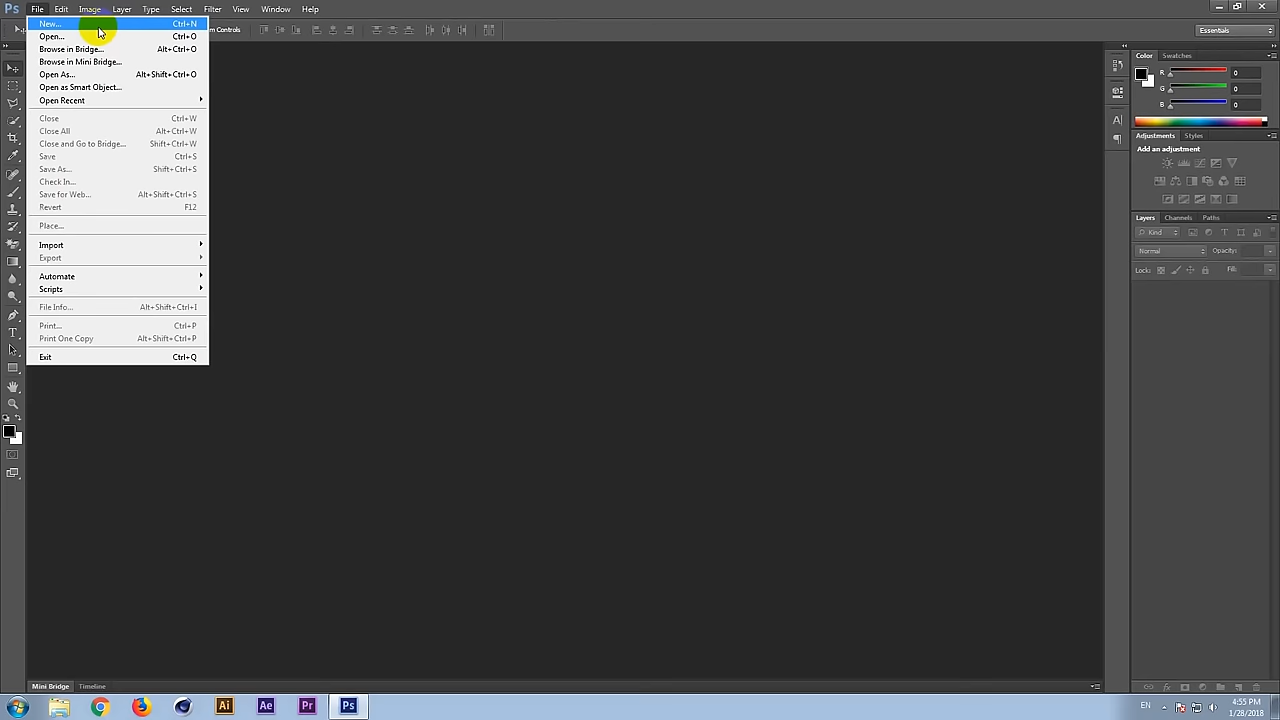 Ps File Edit Image Layer Type Select Filter View Window Help
m Controls Essentials
New... Ctrl+N
Open... Ctrl+O
Browse in Bridge... Alt+Ctrl+O
Browse in Mini Bridge...
Open As... Alt+Shift+Ctrl+O
Open as Smart Object...
Open Recent
Close Ctrl+W
Close All Alt+Ctrl+W
Close and Go to Bridge... Shift+Ctrl+W
Save Ctrl+S
Save As... Shift+Ctrl+S
Check In...
Save for Web... Alt+Shift+Ctrl+S
Revert F12
Place...
Import
Export
Automate
Scripts
File Info... Alt+Shift+Ctrl+I
Print... Ctrl+P
Print One Copy Alt+Shift+Ctrl+P
Exit Ctrl+Q
Color Swatches
R 0
G 0
B 0
Adjustments Styles
Add an adjustment
Layers Channels Paths
Kind
Normal Opacity:
Lock: Fill:
Mini Bridge Timeline
Ai Ae Pr Ps
EN 4:55 PM
1/28/2018